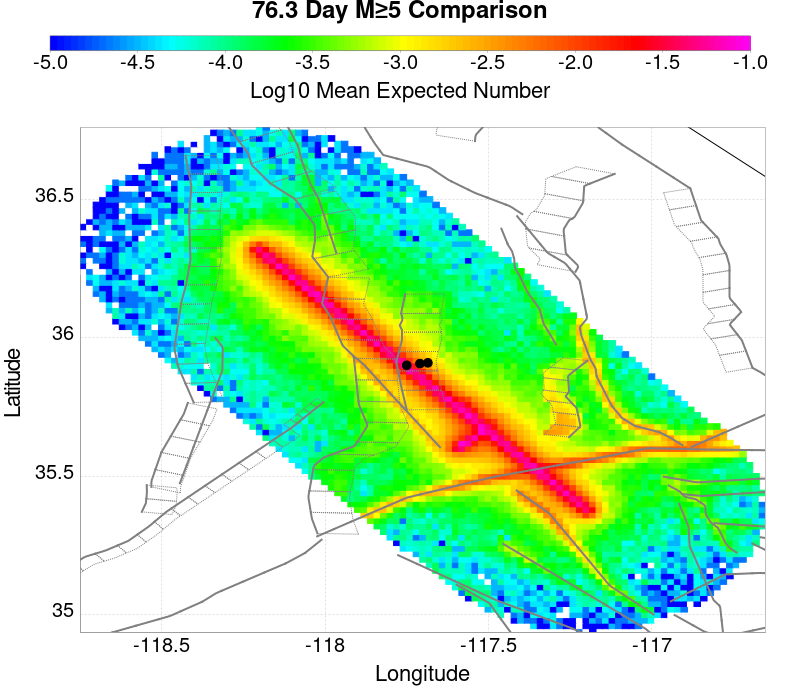 76.3 Day M≥5 Comparison
-5.0 -4.5 -4.0 -3.5 -3.0 -2.5 -2.0 -1.5 -1.0
Log10 Mean Expected Number
36.5
36
35.5
35
Latitude
-118.5 -118 -117.5 -117
Longitude